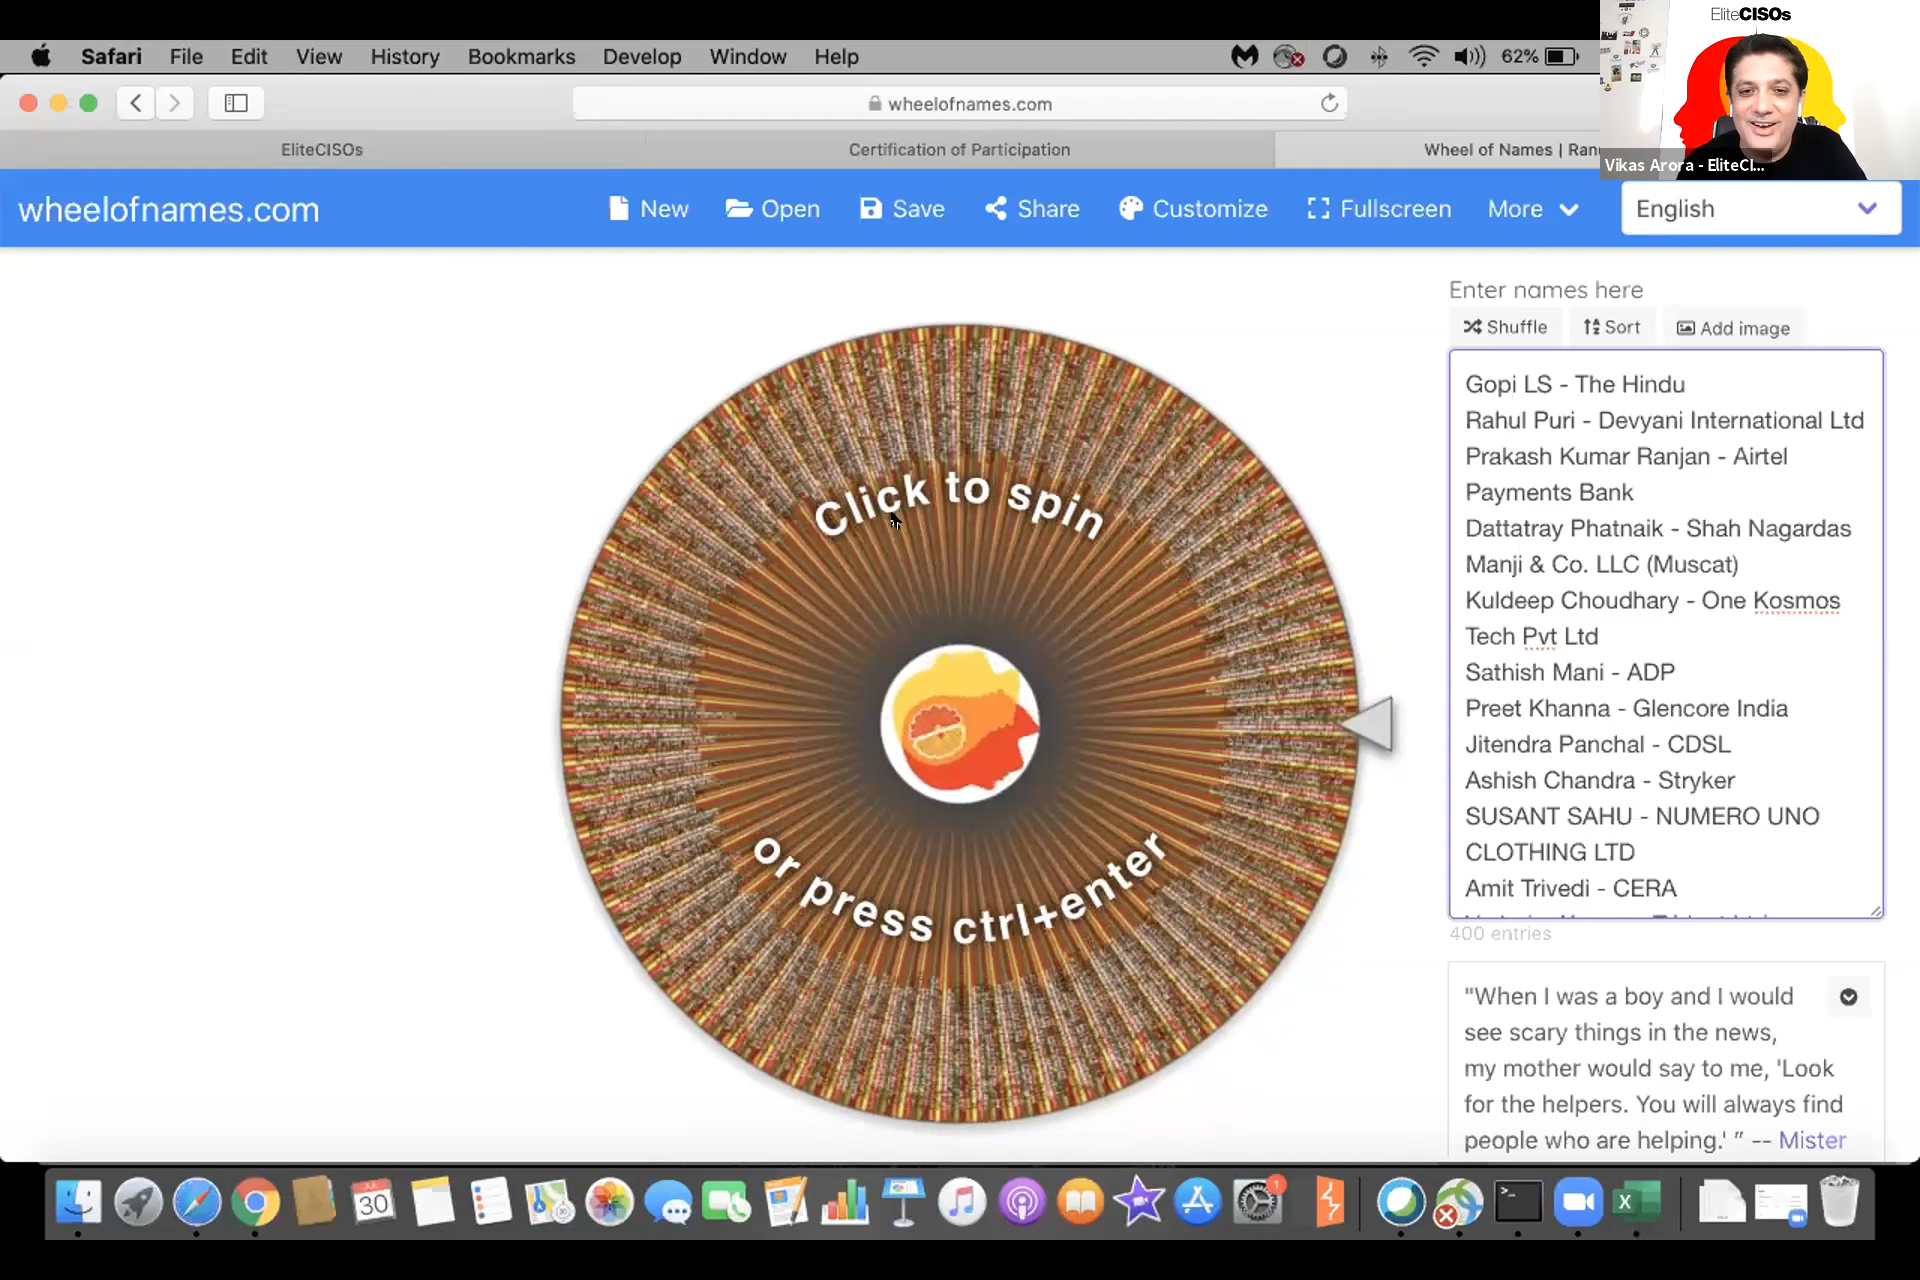 EliteCISOs
Safari File Edit View History Bookmarks Develop Window Help 62%
wheelofnames.com
Vikas Arora - EliteCI...
EliteCISOs Certification of Participation Wheel of Names | Ran
wheelofnames.com New Open Save Share Customize Fullscreen More English
Enter names here
Shuffle Sort Add image
Gopi LS - The Hindu
Rahul Puri - Devyani International Ltd
Prakash Kumar Ranjan - Airtel
Payments Bank
Dattatray Phatnaik - Shah Nagardas
Manji & Co. LLC (Muscat)
Kuldeep Choudhary - One Kosmos
Tech Pvt Ltd
Sathish Mani - ADP
Preet Khanna - Glencore India
Jitendra Panchal - CDSL
Ashish Chandra - Stryker
SUSANT SAHU - NUMERO UNO
CLOTHING LTD
Amit Trivedi - CERA
400 entries
Click to spin
or press ctrl+enter
"When I was a boy and I would
see scary things in the news,
my mother would say to me, 'Look
for the helpers. You will always find
people who are helping.' ” -- Mister
JUL
30
1